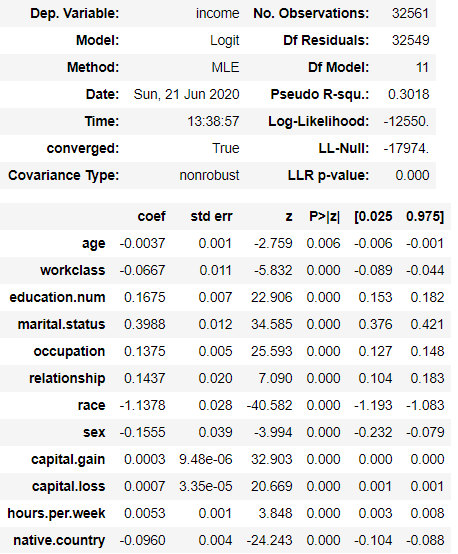 Dep. Variable: income No. Observations: 32561
Model: Logit Df Residuals: 32549
Method: MLE Df Model: 11
Date: Sun, 21 Jun 2020 Pseudo R-squ.: 0.3018
Time: 13:38:57 Log-Likelihood: -12550.
converged: True LL-Null: -17974.
Covariance Type: nonrobust LLR p-value: 0.000
coef std err z P>|z| [0.025 0.975]
age -0.0037 0.001 -2.759 0.006 -0.006 -0.001
workclass -0.0667 0.011 -5.832 0.000 -0.089 -0.044
education.num 0.1675 0.007 22.906 0.000 0.153 0.182
marital.status 0.3988 0.012 34.585 0.000 0.376 0.421
occupation 0.1375 0.005 25.593 0.000 0.127 0.148
relationship 0.1437 0.020 7.090 0.000 0.104 0.183
race -1.1378 0.028 -40.582 0.000 -1.193 -1.083
sex -0.1555 0.039 -3.994 0.000 -0.232 -0.079
capital.gain 0.0003 9.48e-06 32.903 0.000 0.000 0.000
capital.loss 0.0007 3.35e-05 20.669 0.000 0.001 0.001
hours.per.week 0.0053 0.001 3.848 0.000 0.003 0.008
native.country -0.0960 0.004 -24.243 0.000 -0.104 -0.088